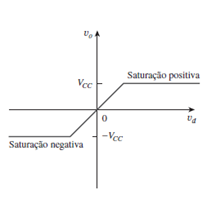 v_o
Saturação positiva
V_CC
0
v_d
−V_CC
Saturação negativa